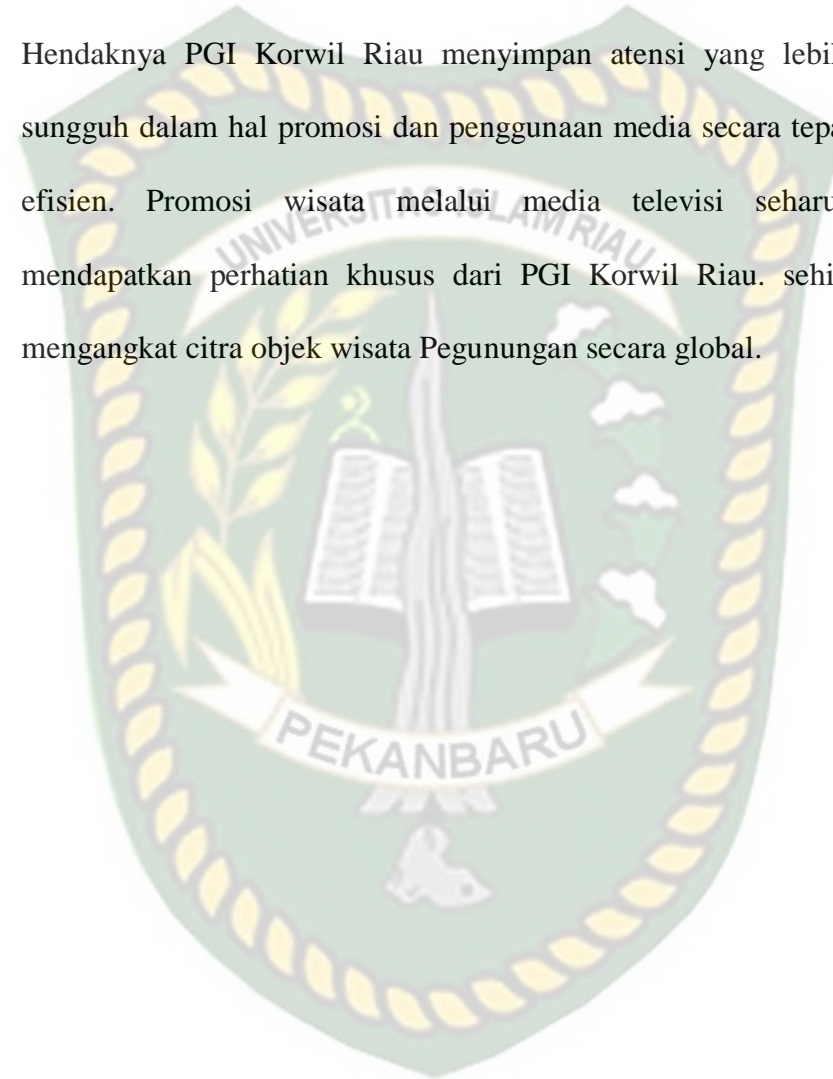 Hendaknya PGI Korwil Riau menyimpan atensi yang lebil
sungguh dalam hal promosi dan penggunaan media secara tepa
efisien. Promosi wisata melalui media televisi seharu
mendapatkan perhatian khusus dari PGI Korwil Riau. sehi
mengangkat citra objek wisata Pegunungan secara global.
UNIVERSITAS ISLAM RIAU
PEKANBARU